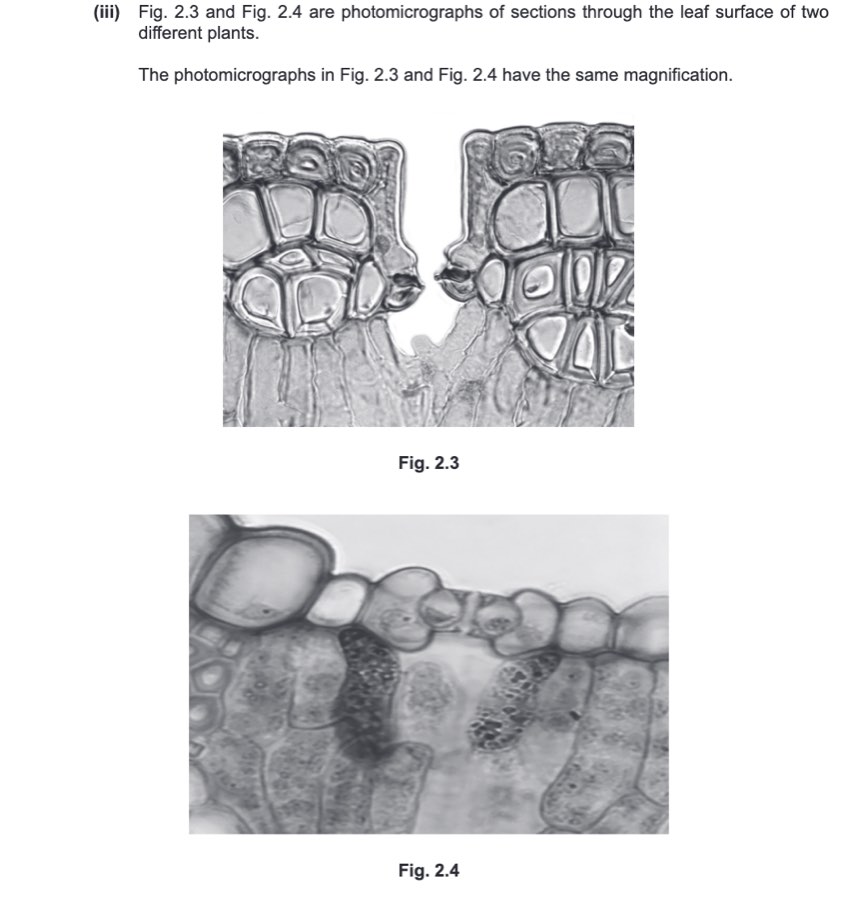 (iii) Fig. 2.3 and Fig. 2.4 are photomicrographs of sections through the leaf surface of two
different plants.
The photomicrographs in Fig. 2.3 and Fig. 2.4 have the same magnification.
Fig. 2.3
Fig. 2.4